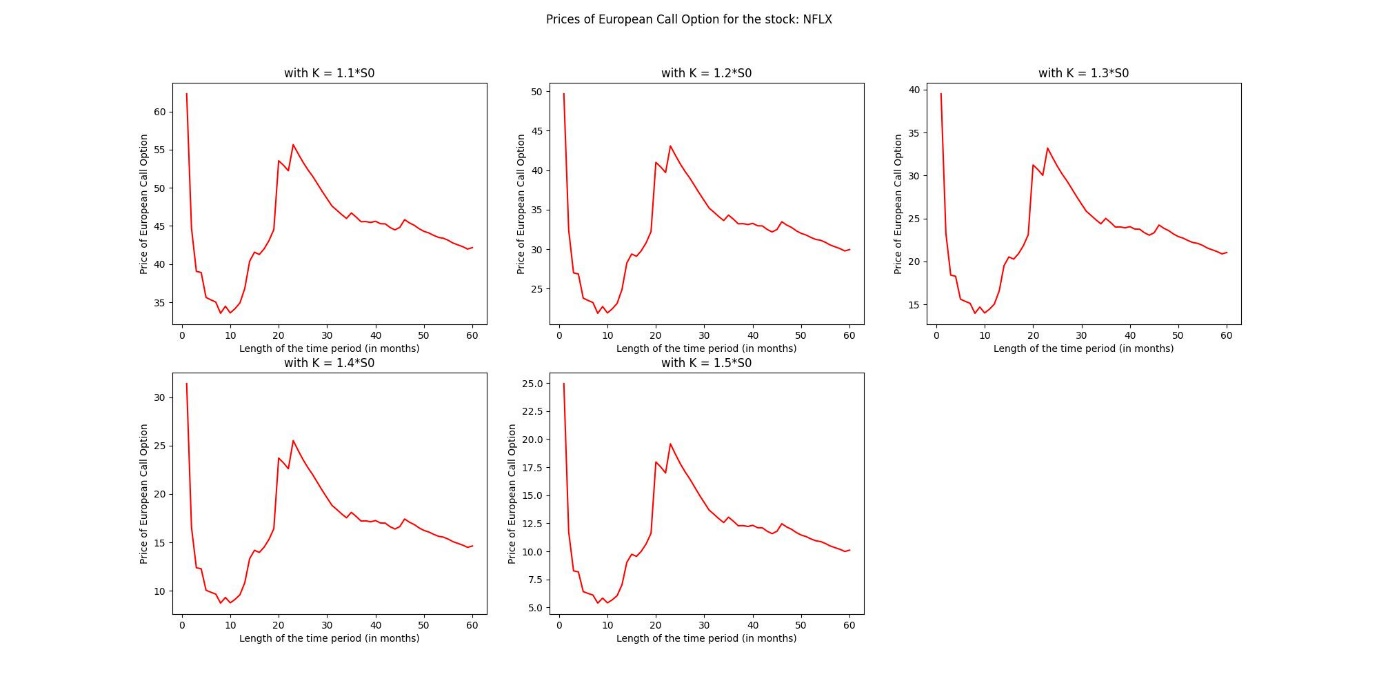 Prices of European Call Option for the stock: NFLX
with K = 1.1*S0
Price of European Call Option
60
55
50
45
40
35
0 10 20 30 40 50 60
Length of the time period (in months)
with K = 1.2*S0
Price of European Call Option
50
45
40
35
30
25
0 10 20 30 40 50 60
Length of the time period (in months)
with K = 1.3*S0
Price of European Call Option
40
35
30
25
20
15
0 10 20 30 40 50 60
Length of the time period (in months)
with K = 1.4*S0
Price of European Call Option
30
25
20
15
10
0 10 20 30 40 50 60
Length of the time period (in months)
with K = 1.5*S0
Price of European Call Option
25.0
22.5
20.0
17.5
15.0
12.5
10.0
7.5
5.0
0 10 20 30 40 50 60
Length of the time period (in months)